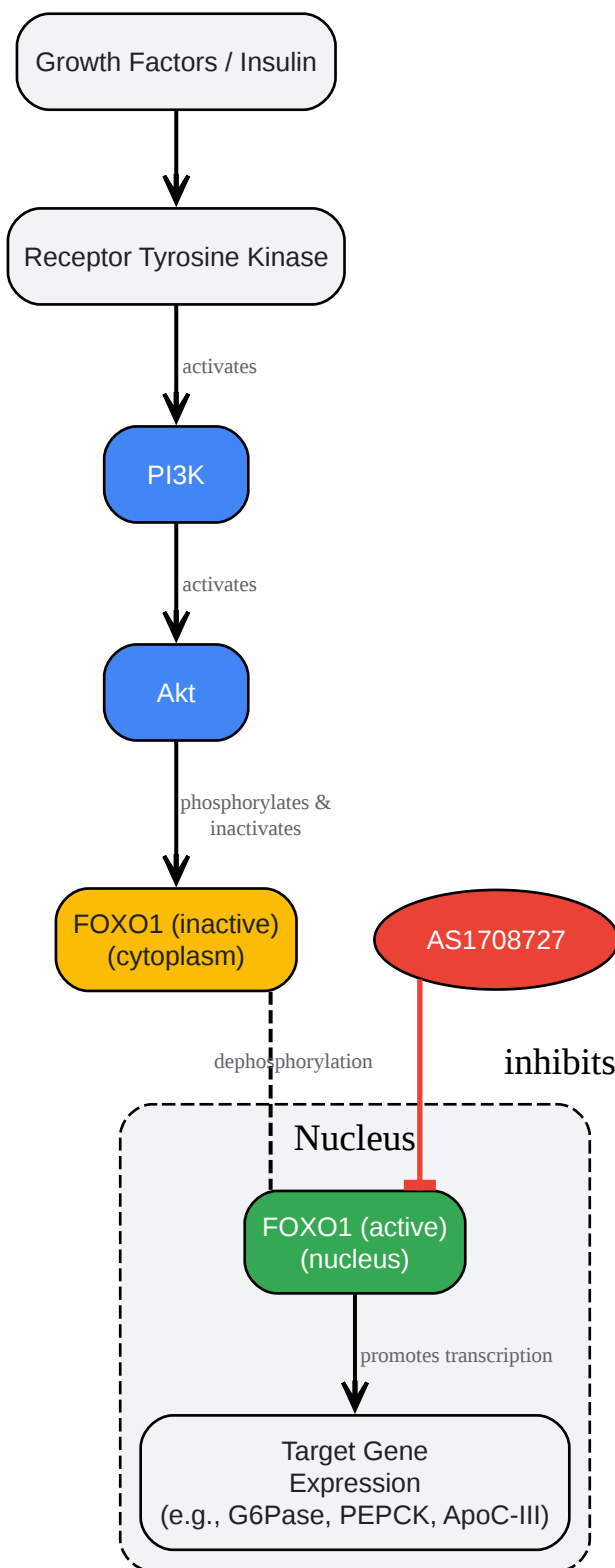 Growth Factors / Insulin
Receptor Tyrosine Kinase
activates
PI3K
activates
Akt
phosphorylates &
inactivates
FOXO1 (inactive)
(cytoplasm)
AS1708727
dephosphorylation
inhibits
Nucleus
FOXO1 (active)
(nucleus)
promotes transcription
Target Gene
Expression
(e.g., G6Pase, PEPCK, ApoC-III)